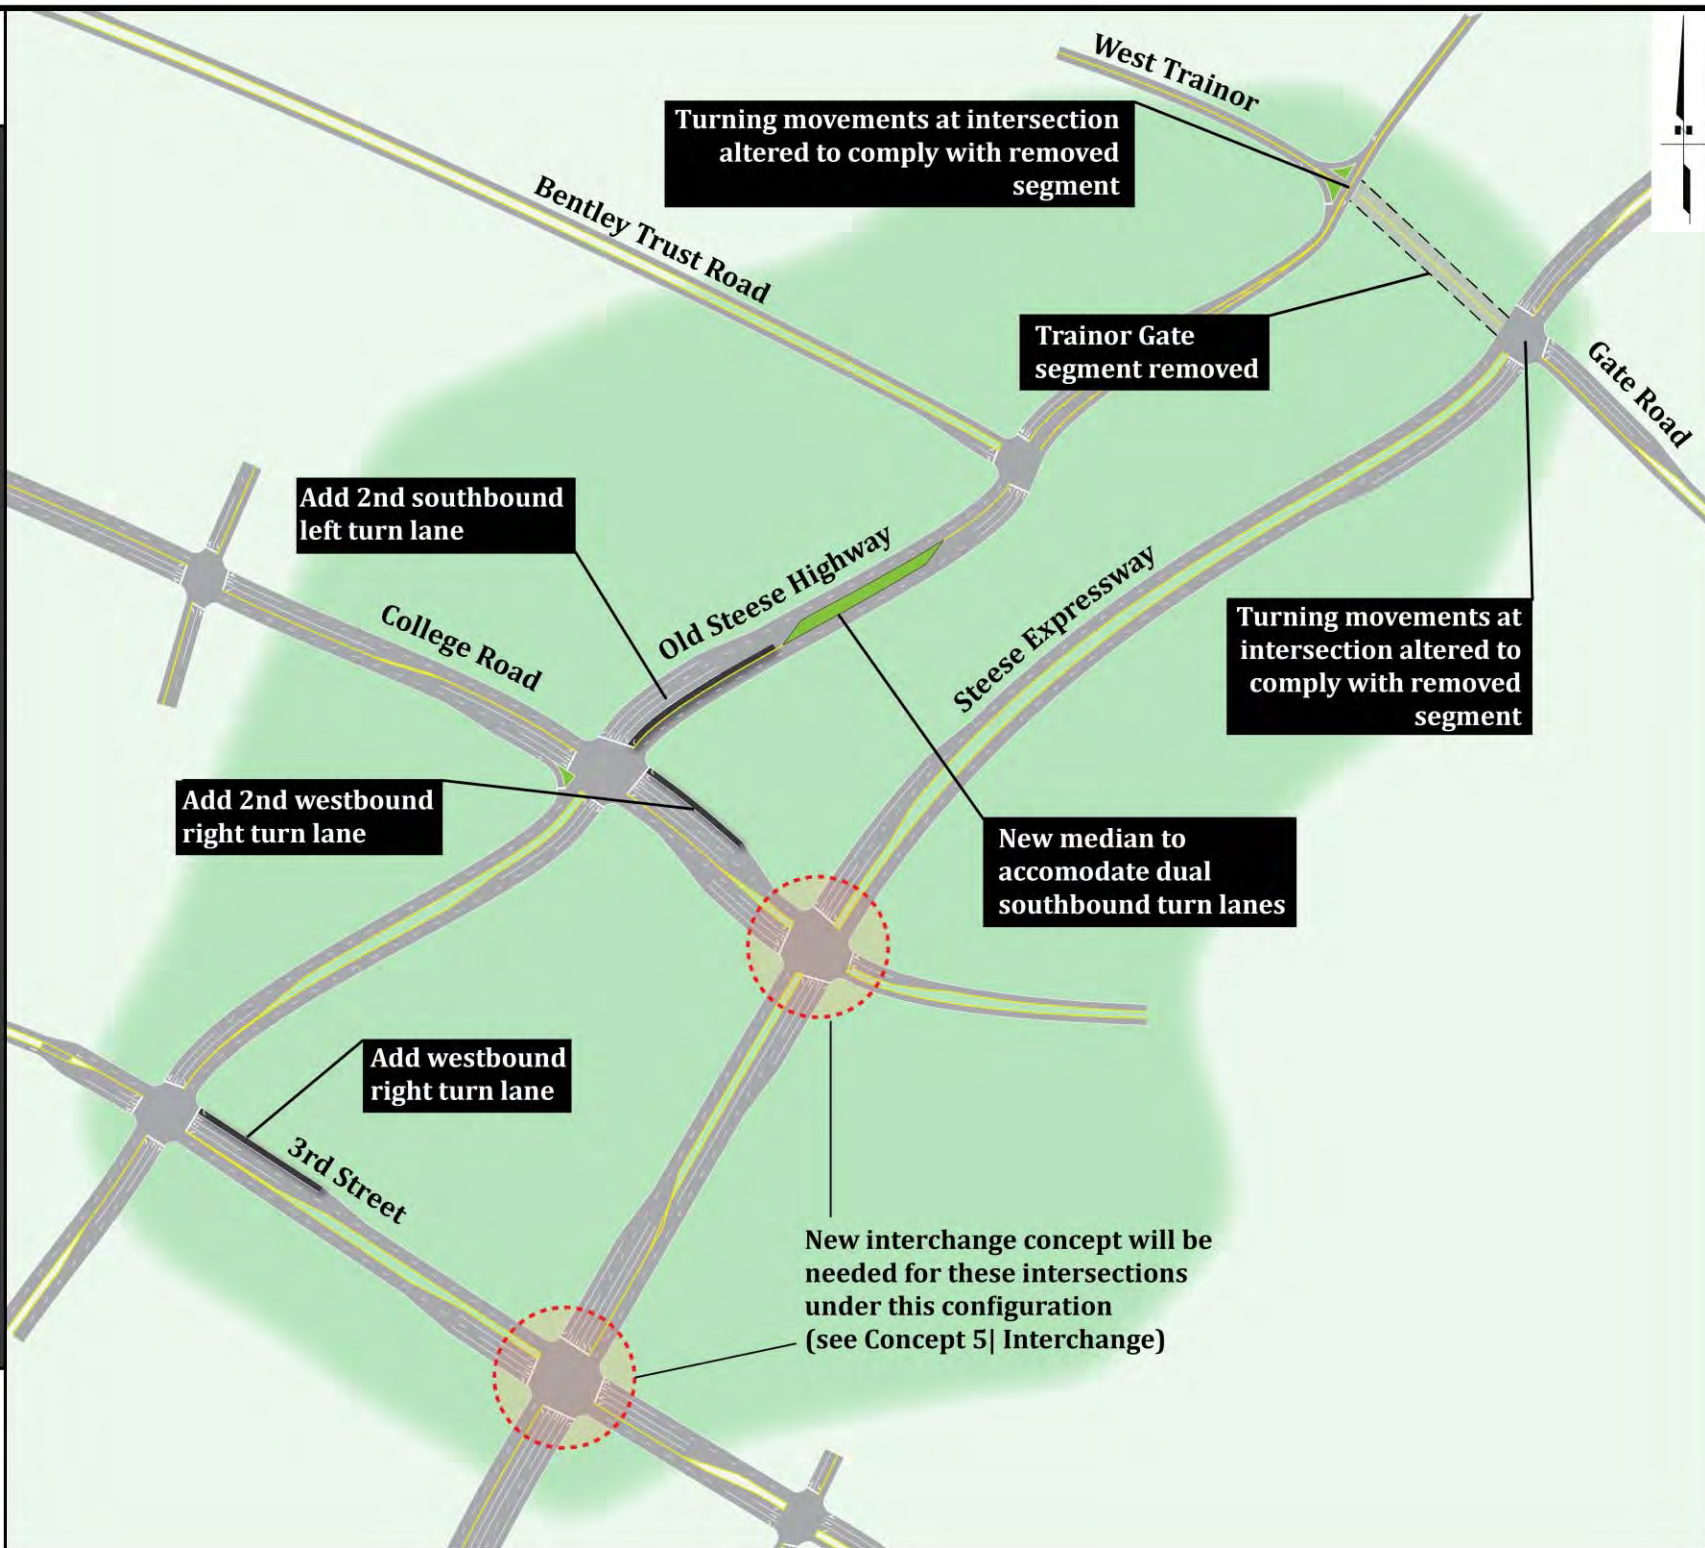 West Trainor
Turning movements at intersection
altered to comply with removed
segment
Bentley Trust Road
Trainor Gate
segment removed
Gate Road
Add 2nd southbound
left turn lane
Old Steese Highway
College Road
Steese Expressway
Turning movements at
intersection altered to
comply with removed
segment
Add 2nd westbound
right turn lane
New median to
accomodate dual
southbound turn lanes
Add westbound
right turn lane
3rd Street
New interchange concept will be
needed for these intersections
under this configuration
(see Concept 5| Interchange)